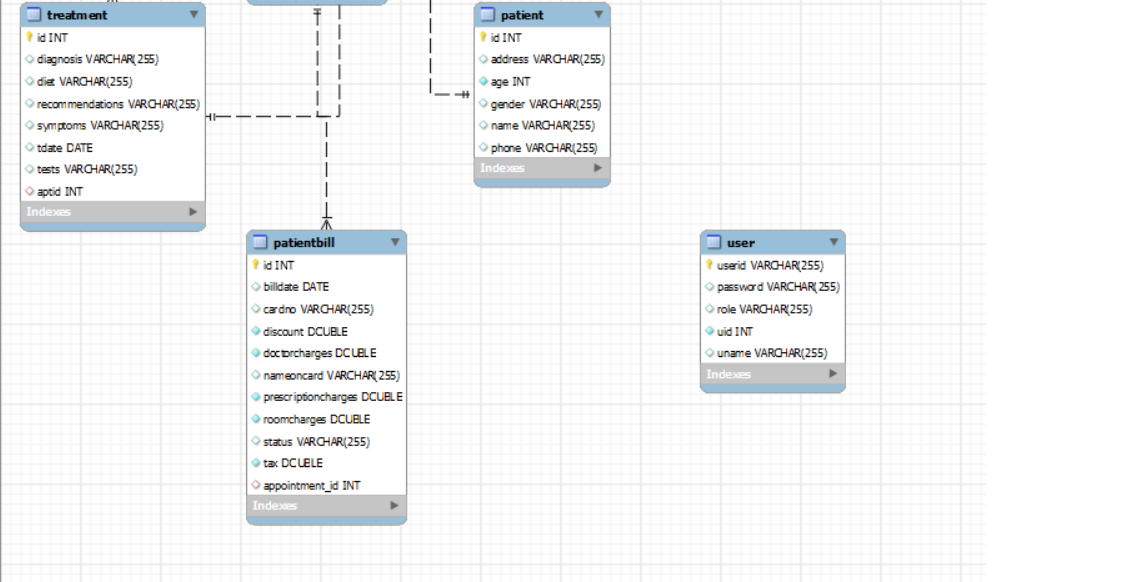 treatment
id INT
diagnosis VARCHAR(255)
diet VARCHAR(255)
recommendations VARCHAR(255)
symptoms VARCHAR(255)
tdate DATE
tests VARCHAR(255)
aptid INT
Indexes
patient
id INT
address VARCHAR(255)
age INT
gender VARCHAR(255)
name VARCHAR(255)
phone VARCHAR(255)
Indexes
patientbill
id INT
billdate DATE
cardno VARCHAR(255)
discount DOUBLE
doctorcharges DOUBLE
nameoncard VARCHAR(255)
prescriptioncharges DOUBLE
roomcharges DOUBLE
status VARCHAR(255)
tax DOUBLE
appointment_id INT
Indexes
user
userid VARCHAR(255)
password VARCHAR(255)
role VARCHAR(255)
uid INT
uname VARCHAR(255)
Indexes